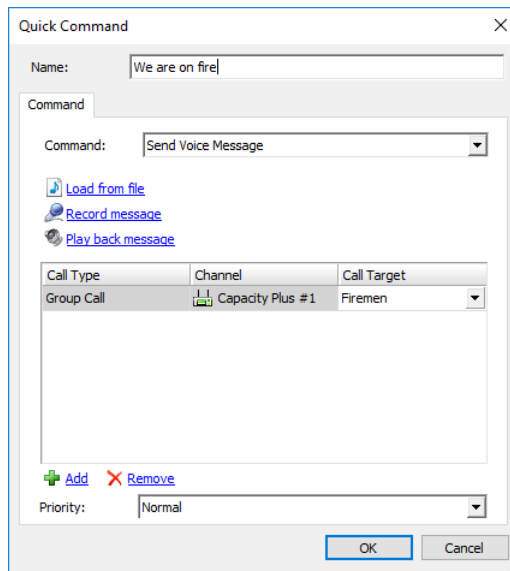 Quick Command
Name: We are on fire
Command
Command: Send Voice Message
Load from file
Record message
Play back message
Call Type Channel Call Target
Group Call Capacity Plus #1 Firemen
Add Remove
Priority: Normal
OK Cancel